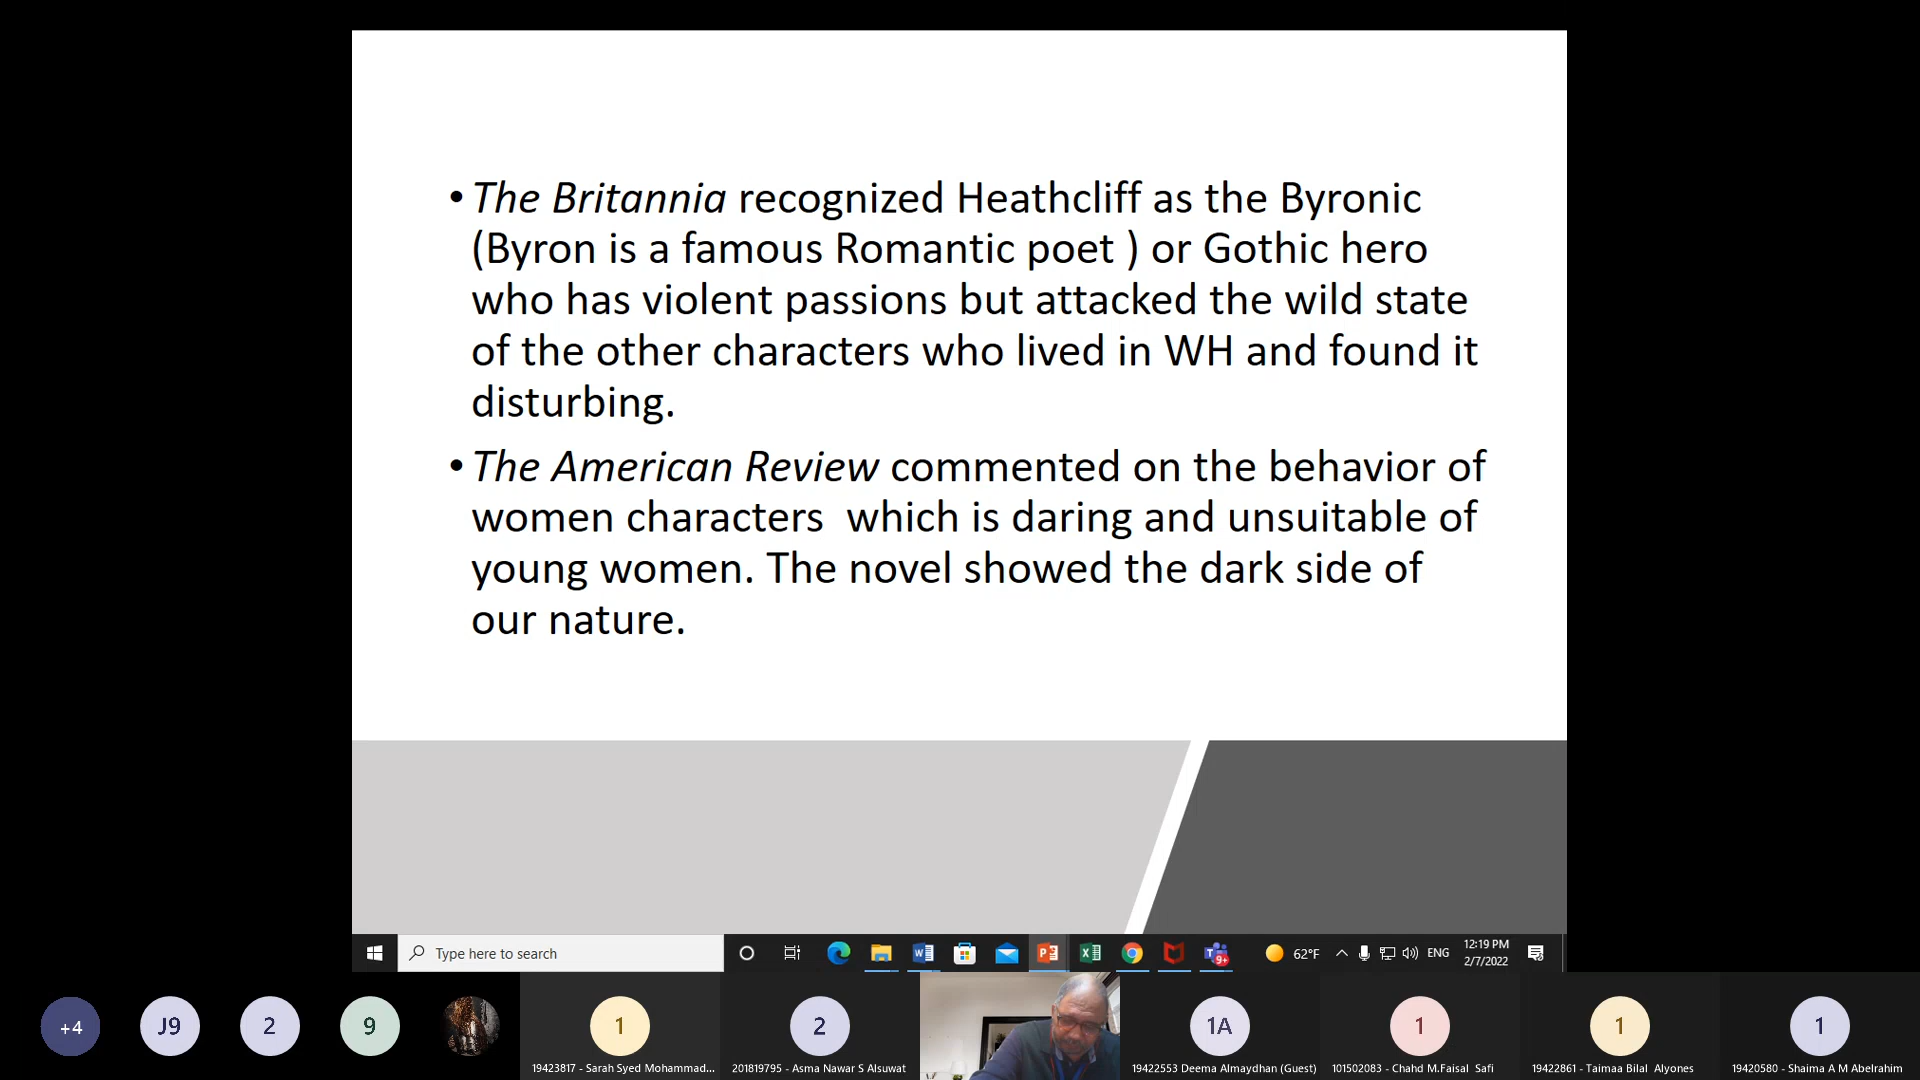 • The Britannia recognized Heathcliff as the Byronic
(Byron is a famous Romantic poet ) or Gothic hero
who has violent passions but attacked the wild state
of the other characters who lived in WH and found it
disturbing.
• The American Review commented on the behavior of
women characters  which is daring and unsuitable of
young women. The novel showed the dark side of
our nature.
Type here to search
62°F
ENG
12:19 PM
2/7/2022
9+
+4
J9
2
9
1
2
1A
1
1
1
19423817 - Sarah Syed Mohammad...
201819795 - Asma Nawar S Alsuwat
19422553 Deema Almaydhan (Guest)
101502083 - Chahd M.Faisal  Safi
19422861 - Taimaa Bilal  Alyones
19420580 - Shaima A M Abelrahim